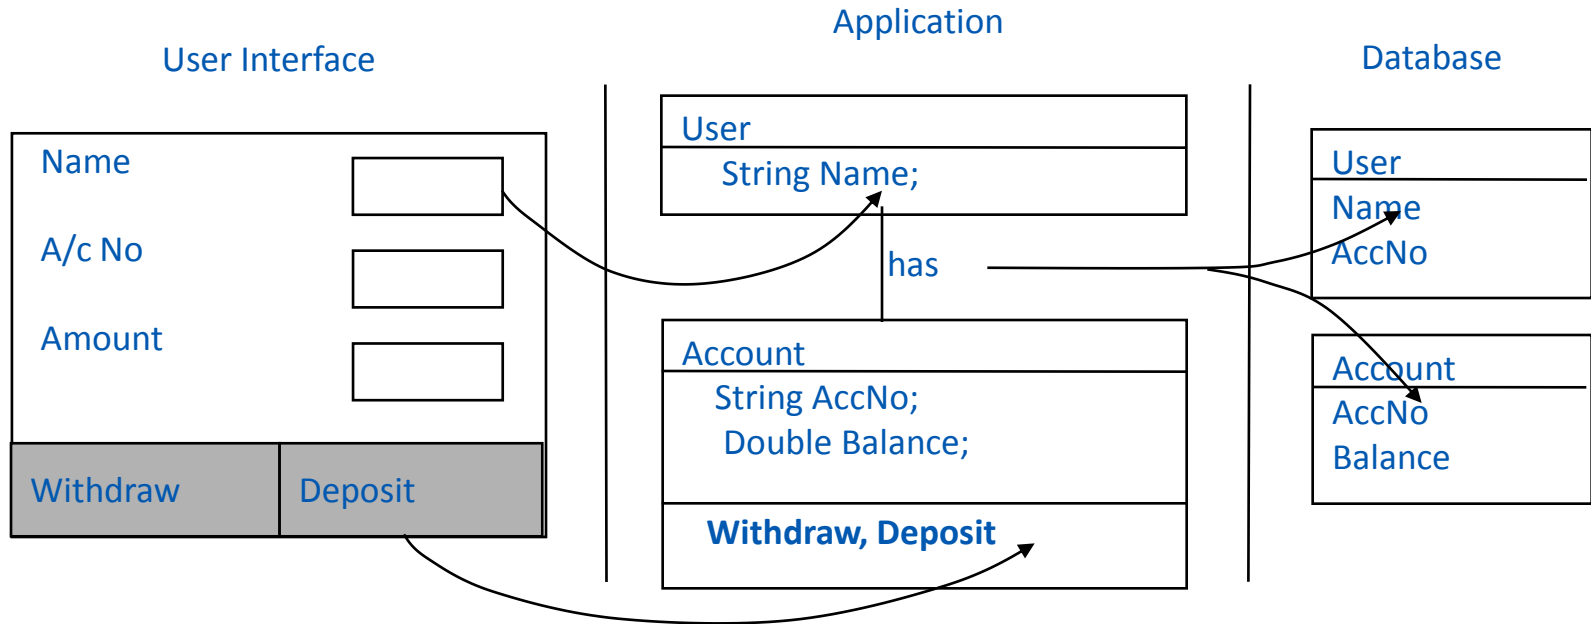 User Interface
Application
Database
Name
A/c No
Amount
Withdraw
Deposit
User
String Name;
has
Account
String AccNo;
Double Balance;
Withdraw, Deposit
User
Name
AccNo
Account
AccNo
Balance